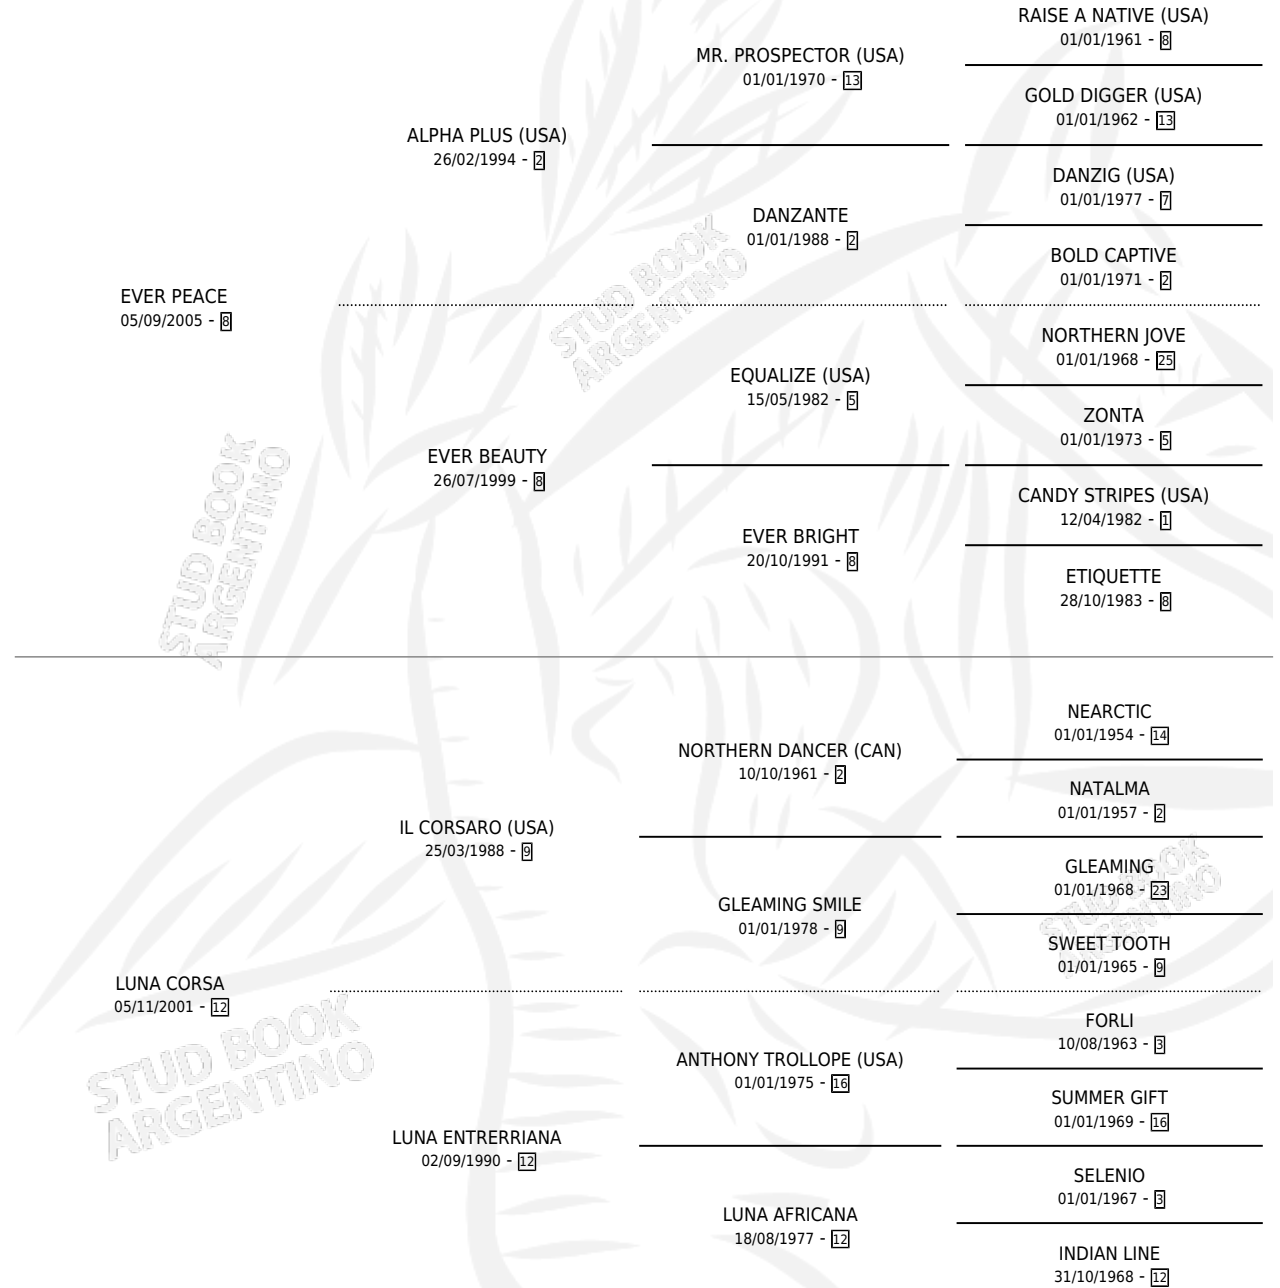 RAISE A NATIVE (USA)
01/01/1961 - 8
MR. PROSPECTOR (USA)
01/01/1970 - 13
GOLD DIGGER (USA)
01/01/1962 - 13
ALPHA PLUS (USA)
26/02/1994 - 2
DANZIG (USA)
01/01/1977 - 7
DANZANTE
01/01/1988 - 2
BOLD CAPTIVE
01/01/1971 - 2
EVER PEACE
05/09/2005 - 8
NORTHERN JOVE
01/01/1968 - 25
EQUALIZE (USA)
15/05/1982 - 5
ZONTA
01/01/1973 - 5
EVER BEAUTY
26/07/1999 - 8
CANDY STRIPES (USA)
12/04/1982 - 1
EVER BRIGHT
20/10/1991 - 8
ETIQUETTE
28/10/1983 - 8
STUD BOOK
ARGENTINO
STUD BOOK
ARGENTINO
NEARCTIC
01/01/1954 - 14
NORTHERN DANCER (CAN)
10/10/1961 - 2
NATALMA
01/01/1957 - 2
IL CORSARO (USA)
25/03/1988 - 9
GLEAMING
01/01/1968 - 23
GLEAMING SMILE
01/01/1978 - 9
SWEET TOOTH
01/01/1965 - 9
STUD BOOK
ARGENTINO
LUNA CORSA
05/11/2001 - 12
FORLI
10/08/1963 - 3
ANTHONY TROLLOPE (USA)
01/01/1975 - 16
SUMMER GIFT
01/01/1969 - 16
STUD BOOK
ARGENTINO
LUNA ENTRERRIANA
02/09/1990 - 12
SELENIO
01/01/1967 - 3
LUNA AFRICANA
18/08/1977 - 12
INDIAN LINE
31/10/1968 - 12